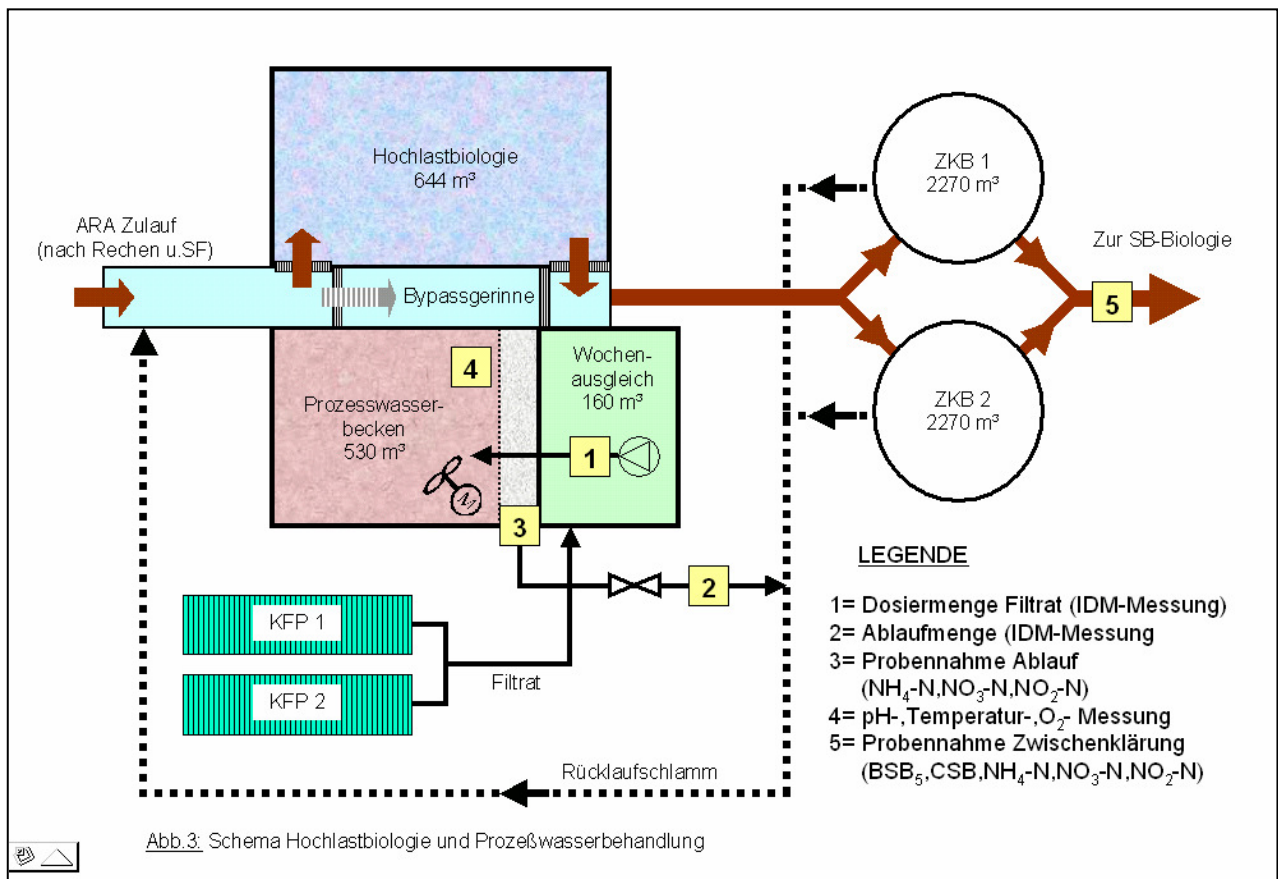 Hochlastbiologie
644 m³
ZKB 1
2270 m³
ARA Zulauf
(nach Rechen u.SF)
Zur SB-Biologie
Bypassgerinne
5
4
Wochen-
ausgleich
160 m³
Prozesswasser-
becken
530 m³
1
M
ZKB 2
2270 m³
3
2
KFP 1
KFP 2
Filtrat
LEGENDE
1= Dosiermenge Filtrat (IDM-Messung)
2= Ablaufmenge (IDM-Messung
3= Probennahme Ablauf
(NH₄-N,NO₃-N,NO₂-N)
4= pH-,Temperatur-,O₂- Messung
5= Probennahme Zwischenklärung
(BSB₅,CSB,NH₄-N,NO₃-N,NO₂-N)
Rücklaufschlamm
Abb.3: Schema Hochlastbiologie und Prozeßwasserbehandlung